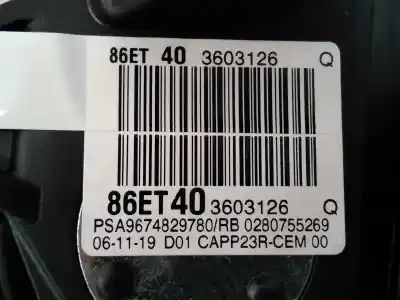 86ET 40 3603126 Q
86ET40 3603126 Q
PSA9674829780/RB 0280755269
06-11-19 D01 CAPP23R-CEM 00